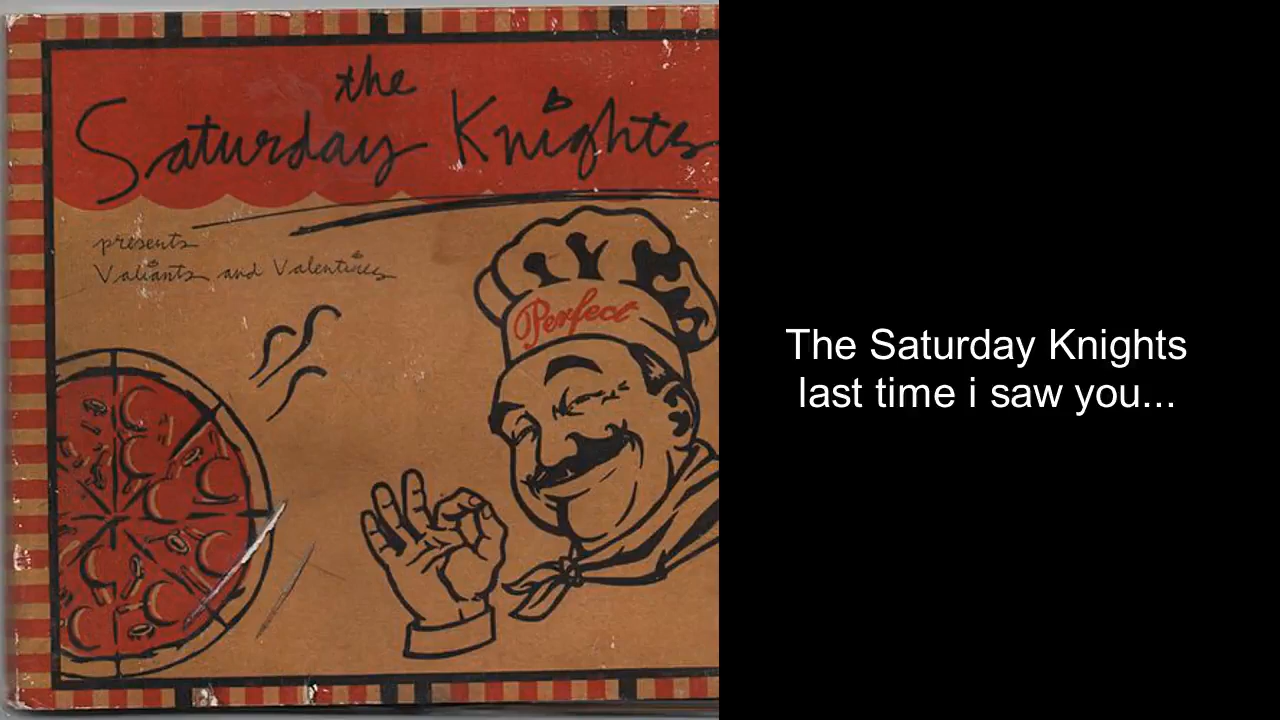 the
Saturday Knights
presents
Valiants and Valentines
Perfect
The Saturday Knights
last time i saw you...